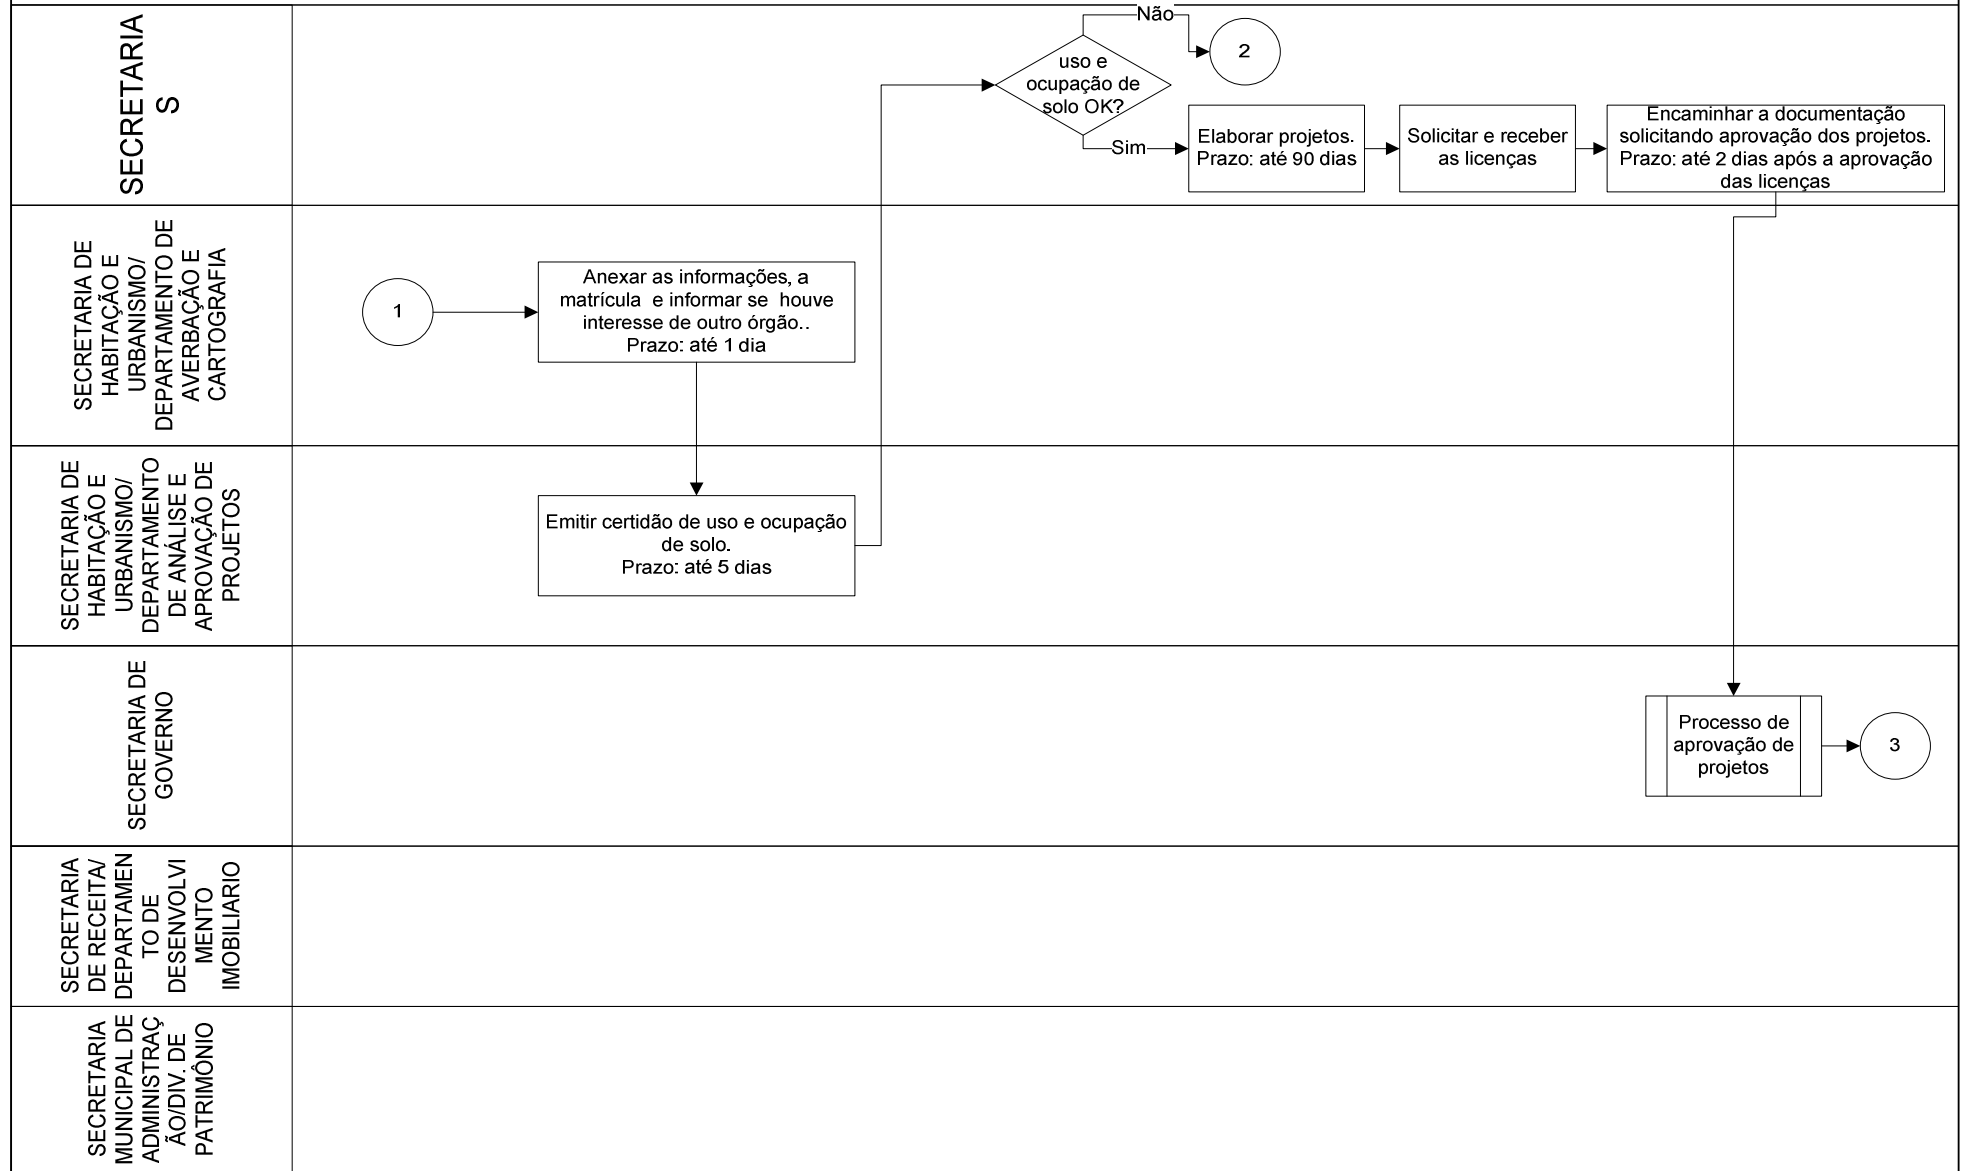 SECRETARIA
S
Não
2
uso e
ocupação de
solo OK?
Sim
Elaborar projetos.
Prazo: até 90 dias
Solicitar e receber
as licenças
Encaminhar a documentação
solicitando aprovação dos projetos.
Prazo: até 2 dias após a aprovação
das licenças
SECRETARIA DE
HABITAÇÃO E
URBANISMO/
DEPARTAMENTO DE
AVERBAÇÃO E
CARTOGRAFIA
1
Anexar as informações, a
matrícula e informar se houve
interesse de outro órgão..
Prazo: até 1 dia
SECRETARIA DE
HABITAÇÃO E
URBANISMO/
DEPARTAMENTO
DE ANÁLISE E
APROVAÇÃO DE
PROJETOS
Emitir certidão de uso e ocupação
de solo.
Prazo: até 5 dias
SECRETARIA DE
GOVERNO
Processo de
aprovação de
projetos
3
SECRETARIA
DE RECEITA/
DEPARTAMEN
TO DE
DESENVOLVI
MENTO
IMOBILIARIO
SECRETARIA
MUNICIPAL DE
ADMINISTRAÇ
ÃO/DIV. DE
PATRIMÔNIO